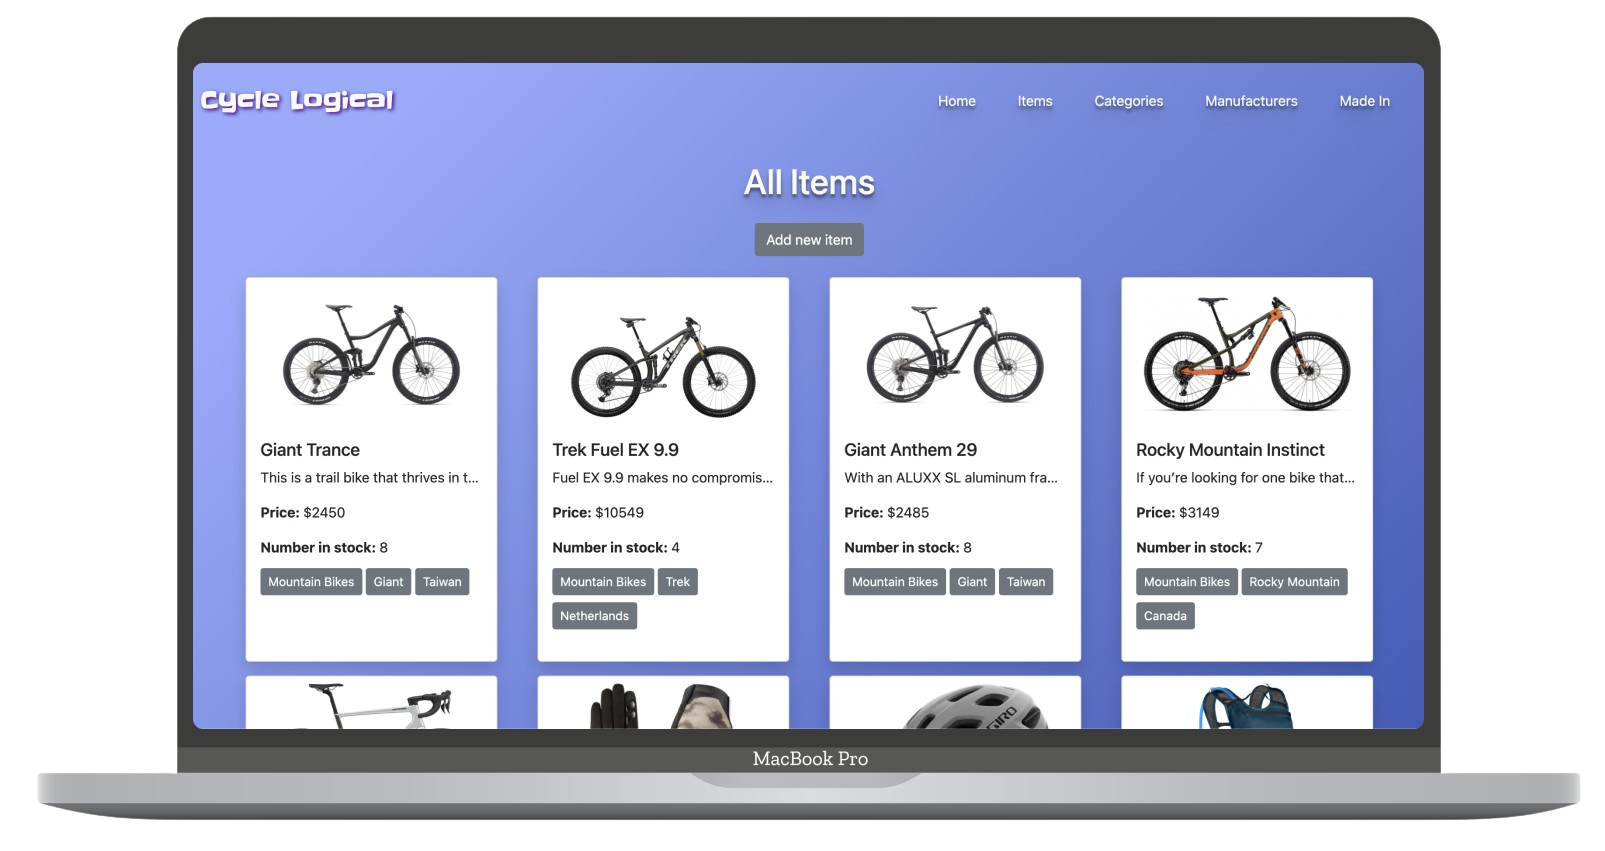 Cycle Logical
Home Items Categories Manufacturers Made In
All Items
Add new item
Giant Trance
This is a trail bike that thrives in t...
Price: $2450
Number in stock: 8
Mountain Bikes Giant Taiwan
Trek Fuel EX 9.9
Fuel EX 9.9 makes no compromis...
Price: $10549
Number in stock: 4
Mountain Bikes Trek
Netherlands
Giant Anthem 29
With an ALUXX SL aluminum fra...
Price: $2485
Number in stock: 8
Mountain Bikes Giant Taiwan
Rocky Mountain Instinct
If you’re looking for one bike that...
Price: $3149
Number in stock: 7
Mountain Bikes Rocky Mountain
Canada
TREK
GIRO
MacBook Pro